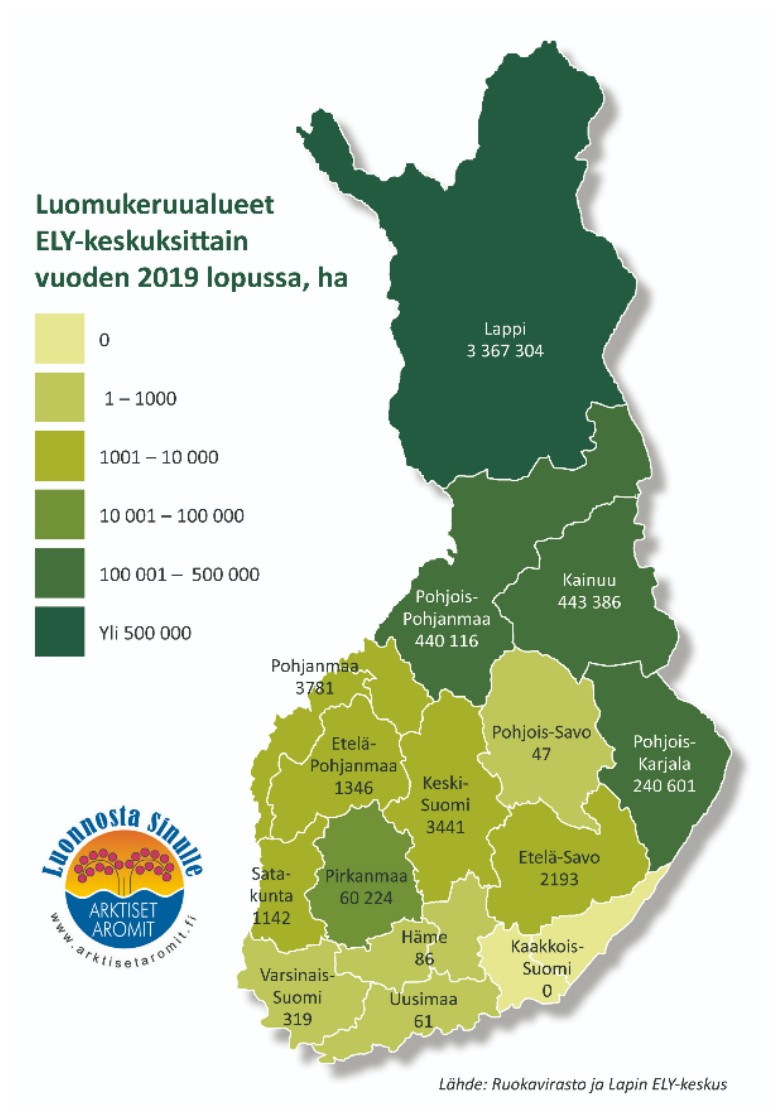 Luomukeruualueet
ELY-keskuksittain
vuoden 2019 lopussa, ha
0
1 – 1000
1001 – 10 000
10 001 – 100 000
100 001 – 500 000
Yli 500 000
Lappi
3 367 304
Kainuu
443 386
Pohjois-
Pohjanmaa
440 116
Pohjanmaa
3781
Pohjois-Savo
47
Pohjois-
Karjala
240 601
Etelä-
Pohjanmaa
1346
Keski-
Suomi
3441
Etelä-Savo
2193
Sata-
kunta
1142
Pirkanmaa
60 224
Häme
86
Kaakkois-
Suomi
0
Varsinais-
Suomi
319
Uusimaa
61
Luonnosta Sinulle
ARKTISET
AROMIT
www.arktisetaromit.fi
Lähde: Ruokavirasto ja Lapin ELY-keskus